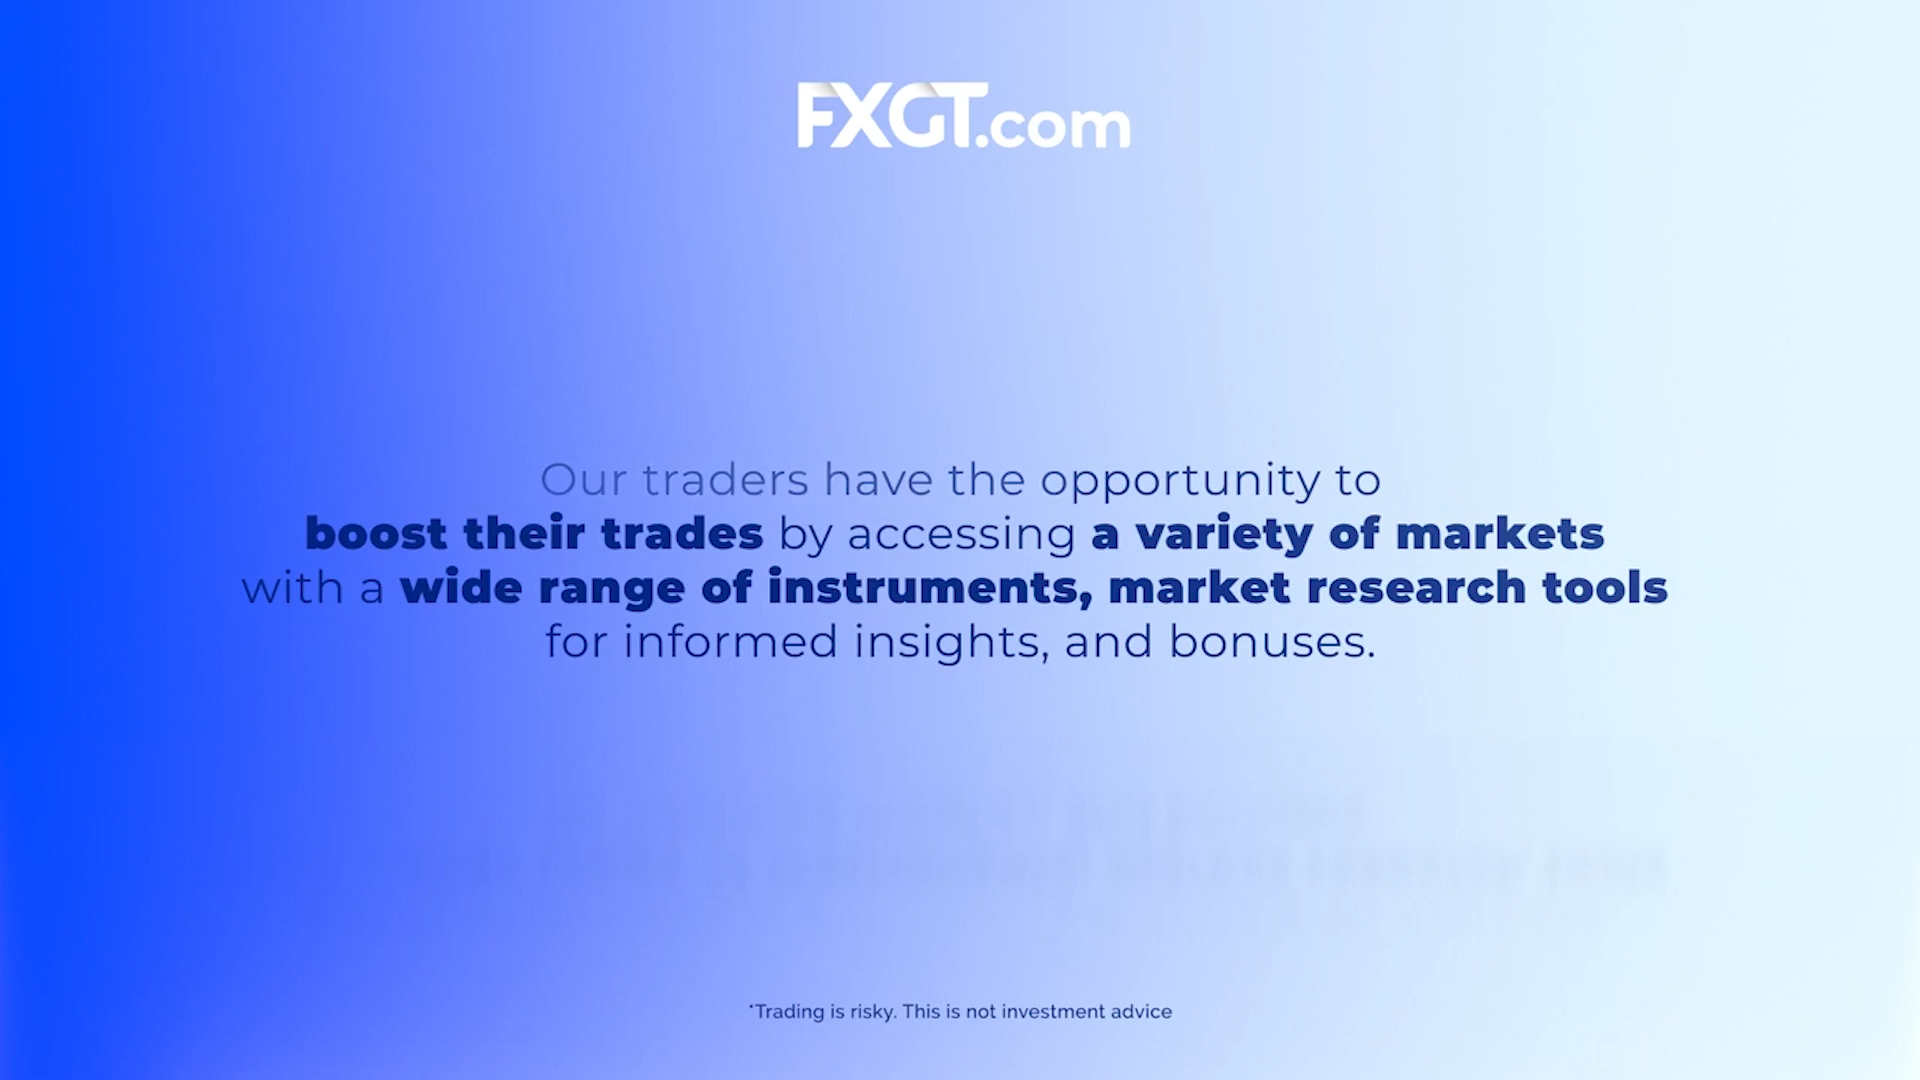 FXGT.com
Our traders have the opportunity to
boost their trades by accessing a variety of markets
with a wide range of instruments, market research tools
for informed insights, and bonuses.
*Trading is risky. This is not investment advice